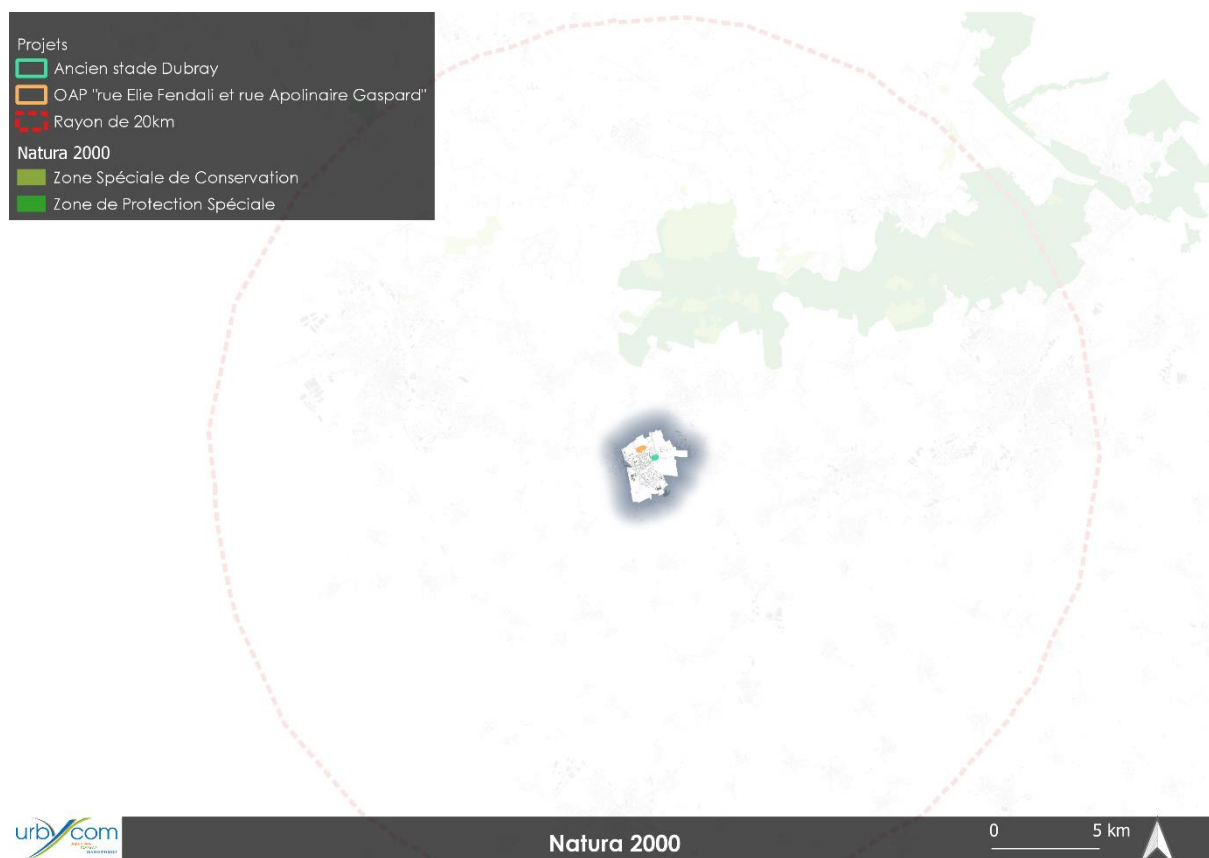 Projets
Ancien stade Dubray
OAP "rue Elie Fendali et rue Apolinaire Gaspard"
Rayon de 20km
Natura 2000
Zone Spéciale de Conservation
Zone de Protection Spéciale
urbycom
Natura 2000
0 5 km